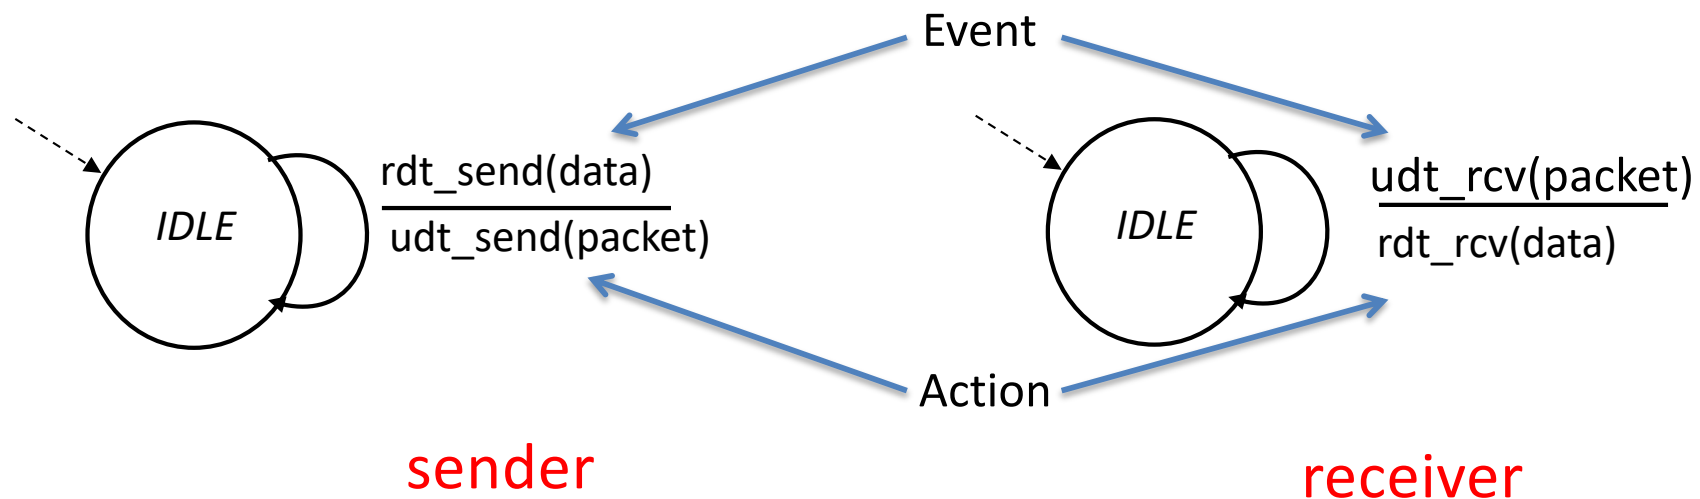 Event
rdt_send(data)
udt_send(packet)
IDLE
udt_rcv(packet)
rdt_rcv(data)
IDLE
Action
sender
receiver